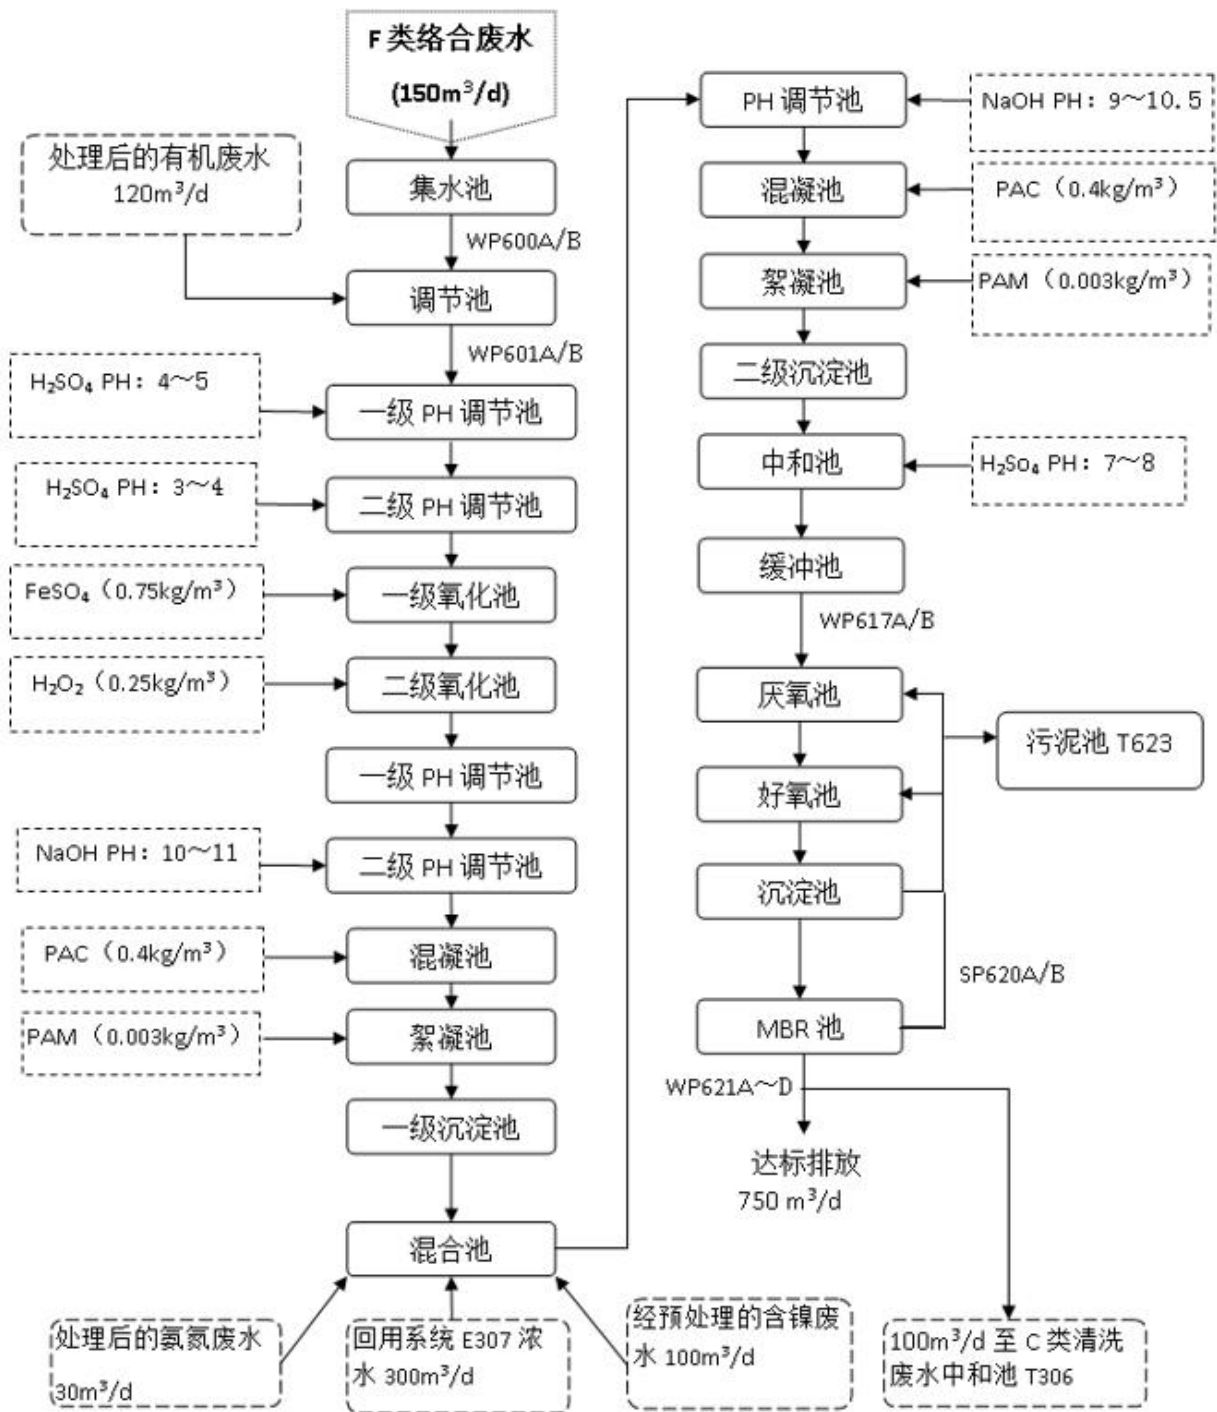 F 类络合废水
(150m³/d)
处理后的有机废水
120m³/d
集水池
WP600A/B
调节池
WP601A/B
H₂SO₄ PH：4～5
一级 PH 调节池
H₂SO₄ PH：3～4
二级 PH 调节池
FeSO₄（0.75kg/m³）
一级氧化池
H₂O₂（0.25kg/m³）
二级氧化池
一级 PH 调节池
NaOH PH：10～11
二级 PH 调节池
PAC（0.4kg/m³）
混凝池
PAM（0.003kg/m³）
絮凝池
一级沉淀池
混合池
处理后的氨氮废水
30m³/d
回用系统 E307 浓
水 300m³/d
经预处理的含镍废
水 100m³/d
PH 调节池
NaOH PH：9～10.5
混凝池
PAC（0.4kg/m³）
絮凝池
PAM（0.003kg/m³）
二级沉淀池
中和池
H₂So₄ PH：7～8
缓冲池
WP617A/B
厌氧池
污泥池 T623
好氧池
沉淀池
SP620A/B
MBR 池
WP621A～D
达标排放
750 m³/d
100m³/d 至 C 类清洗
废水中和池 T306